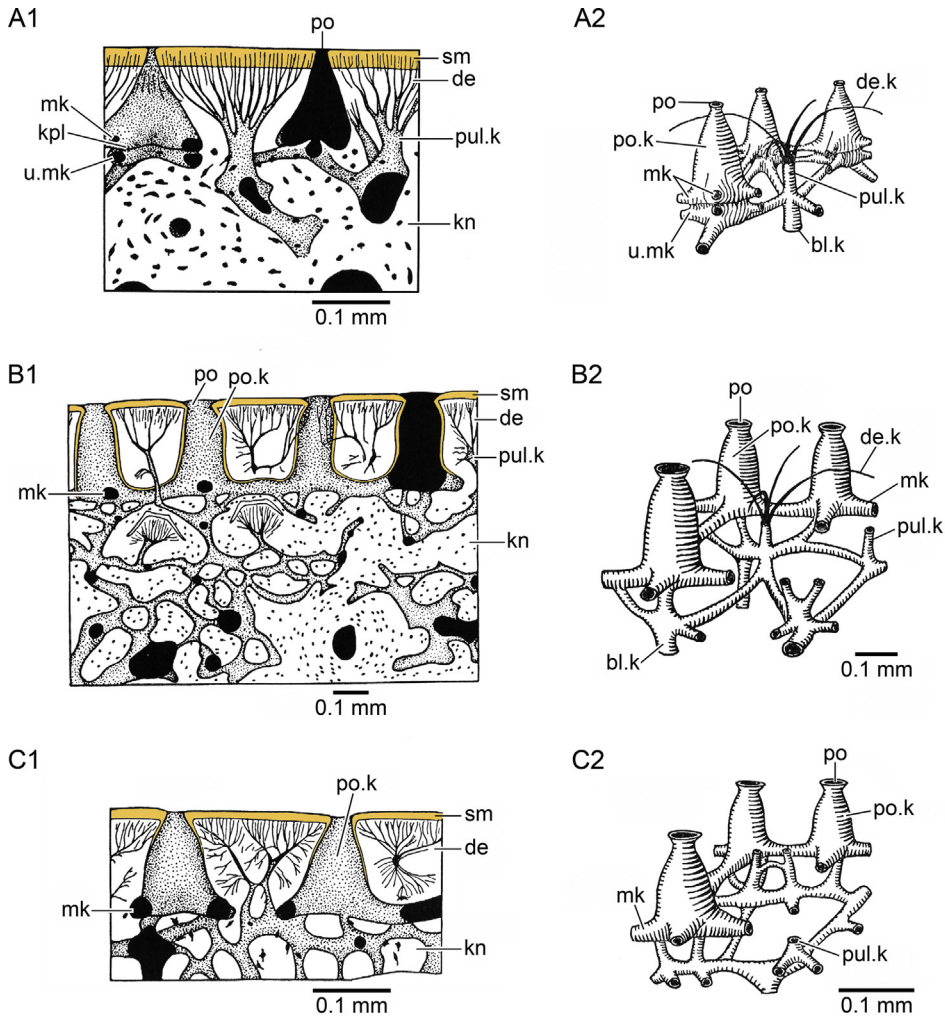 A1
po
sm
de
mk
kpl
pul.k
u.mk
kn
0.1 mm
A2
de.k
po
po.k
mk
pul.k
u.mk
bl.k
B1
po po.k
sm
de
pul.k
mk
kn
0.1 mm
B2
po
po.k
de.k
mk
pul.k
bl.k
0.1 mm
C1
po.k
sm
de
mk
kn
0.1 mm
C2
po
po.k
mk
pul.k
0.1 mm